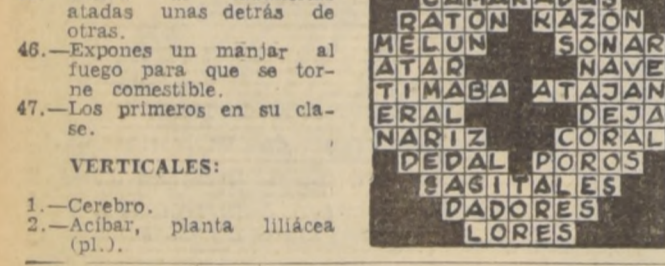 atadas unas detrás de
otras.
46.—Expones un manjar al
fuego para que se tor-
ne comestible.
47.—Los primeros en su cla-
se.
VERTICALES:
1.—Cerebro.
2.—Acíbar, planta liliácea
(pl.).
RATON RAZON
MELUN SONAR
ATAR NAVE
TIMABA ATAJAN
ERAL DEJA
NARIZ CORAL
DEDAL POROS
SAGITALES
DADORES
LORES